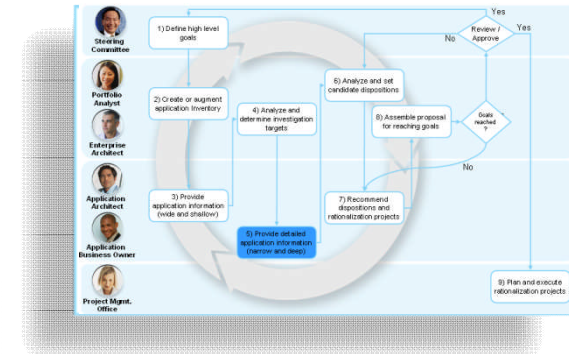 Steering
Committee
Portfolio
Analyst
Enterprise
Architect
Application
Architect
Application
Business Owner
Project Mgmt.
Office
1) Define high level
goals
2) Create or augment
application Inventory
3) Provide
application information
(wide and shallow)
4) Analyze and
determine investigation
targets
5) Provide detailed
application information
(narrow and deep)
6) Analyze and set
candidate dispositions
7) Recommend
dispositions and
rationalization projects
8) Assemble proposal
for reaching goals
Goals
reached
?
No
Review /
Approve
No
Yes
Yes
9) Plan and execute
rationalization projects